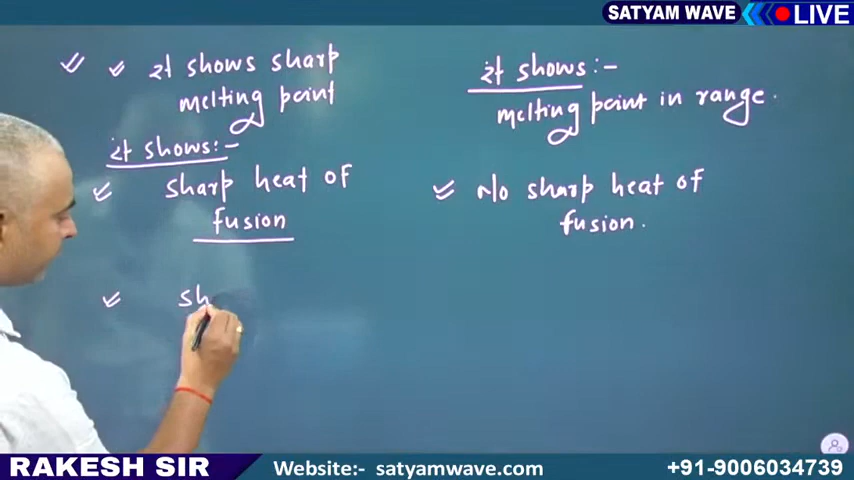 SATYAM WAVE LIVE
It shows sharp
melting point
It shows:-
sharp heat of
fusion
sh
It shows:-
melting point in range.
No sharp heat of
fusion.
RAKESH SIR Website:- satyamwave.com +91-9006034739